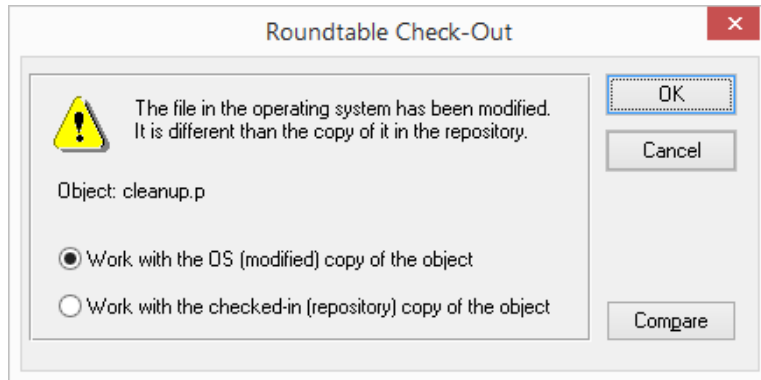 Roundtable Check-Out
The file in the operating system has been modified.
It is different than the copy of it in the repository.
Object: cleanup.p
Work with the OS (modified) copy of the object
Work with the checked-in (repository) copy of the object
OK
Cancel
Compare